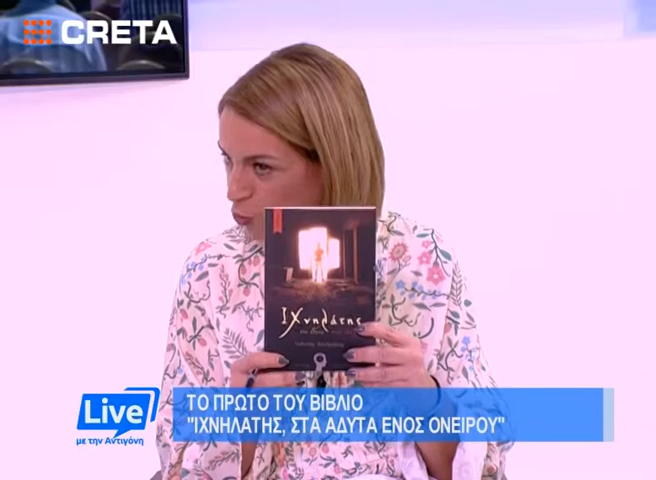 CRETA
Ιχνηλάτης
Live
με την Αντιγόνη
ΤΟ ΠΡΩΤΟ ΤΟΥ ΒΙΒΛΙΟ
"ΙΧΝΗΛΑΤΗΣ, ΣΤΑ ΑΔΥΤΑ ΕΝΟΣ ΟΝΕΙΡΟΥ"